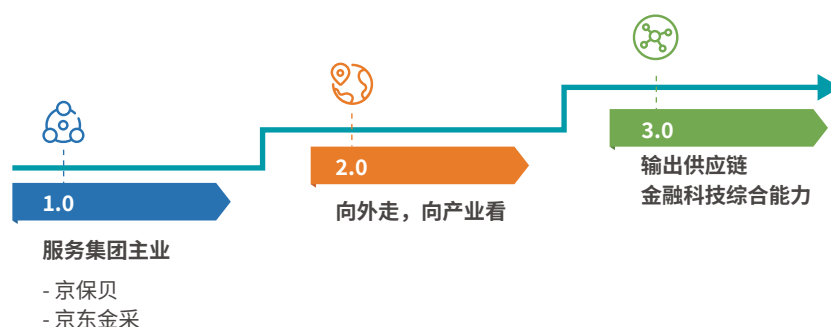 1.0
服务集团主业
- 京保贝
- 京东金采
2.0
向外走，向产业看
3.0
输出供应链
金融科技综合能力